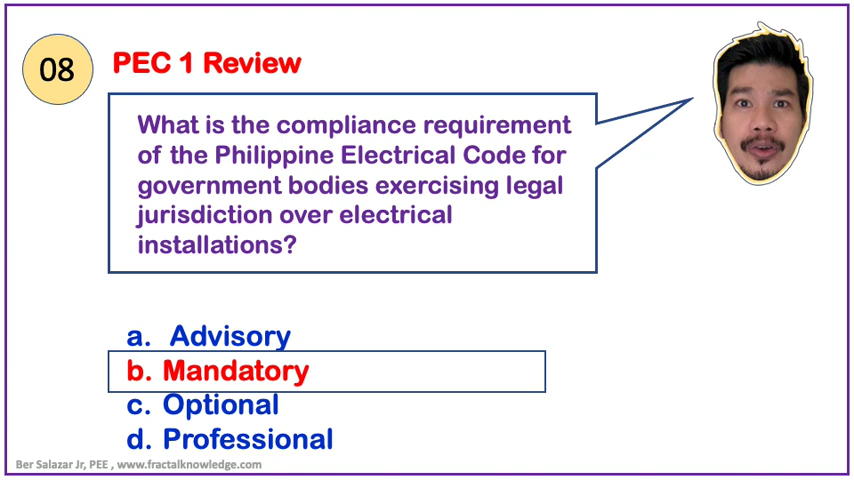 08
PEC 1 Review
What is the compliance requirement
of the Philippine Electrical Code for
government bodies exercising legal
jurisdiction over electrical
installations?
a. Advisory
b. Mandatory
c. Optional
d. Professional
Ber Salazar Jr, PEE , www.fractalknowledge.com